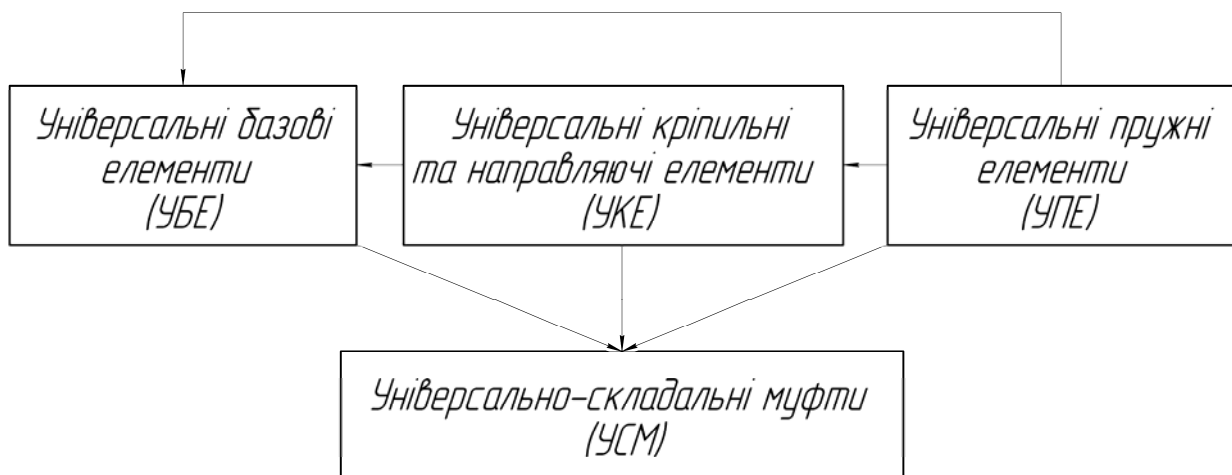 Універсальні базові
елементи
(УБЕ)
Універсальні кріпильні
та направляючі елементи
(УКЕ)
Універсальні пружні
елементи
(УПЕ)
Універсально-складальні муфти
(УСМ)